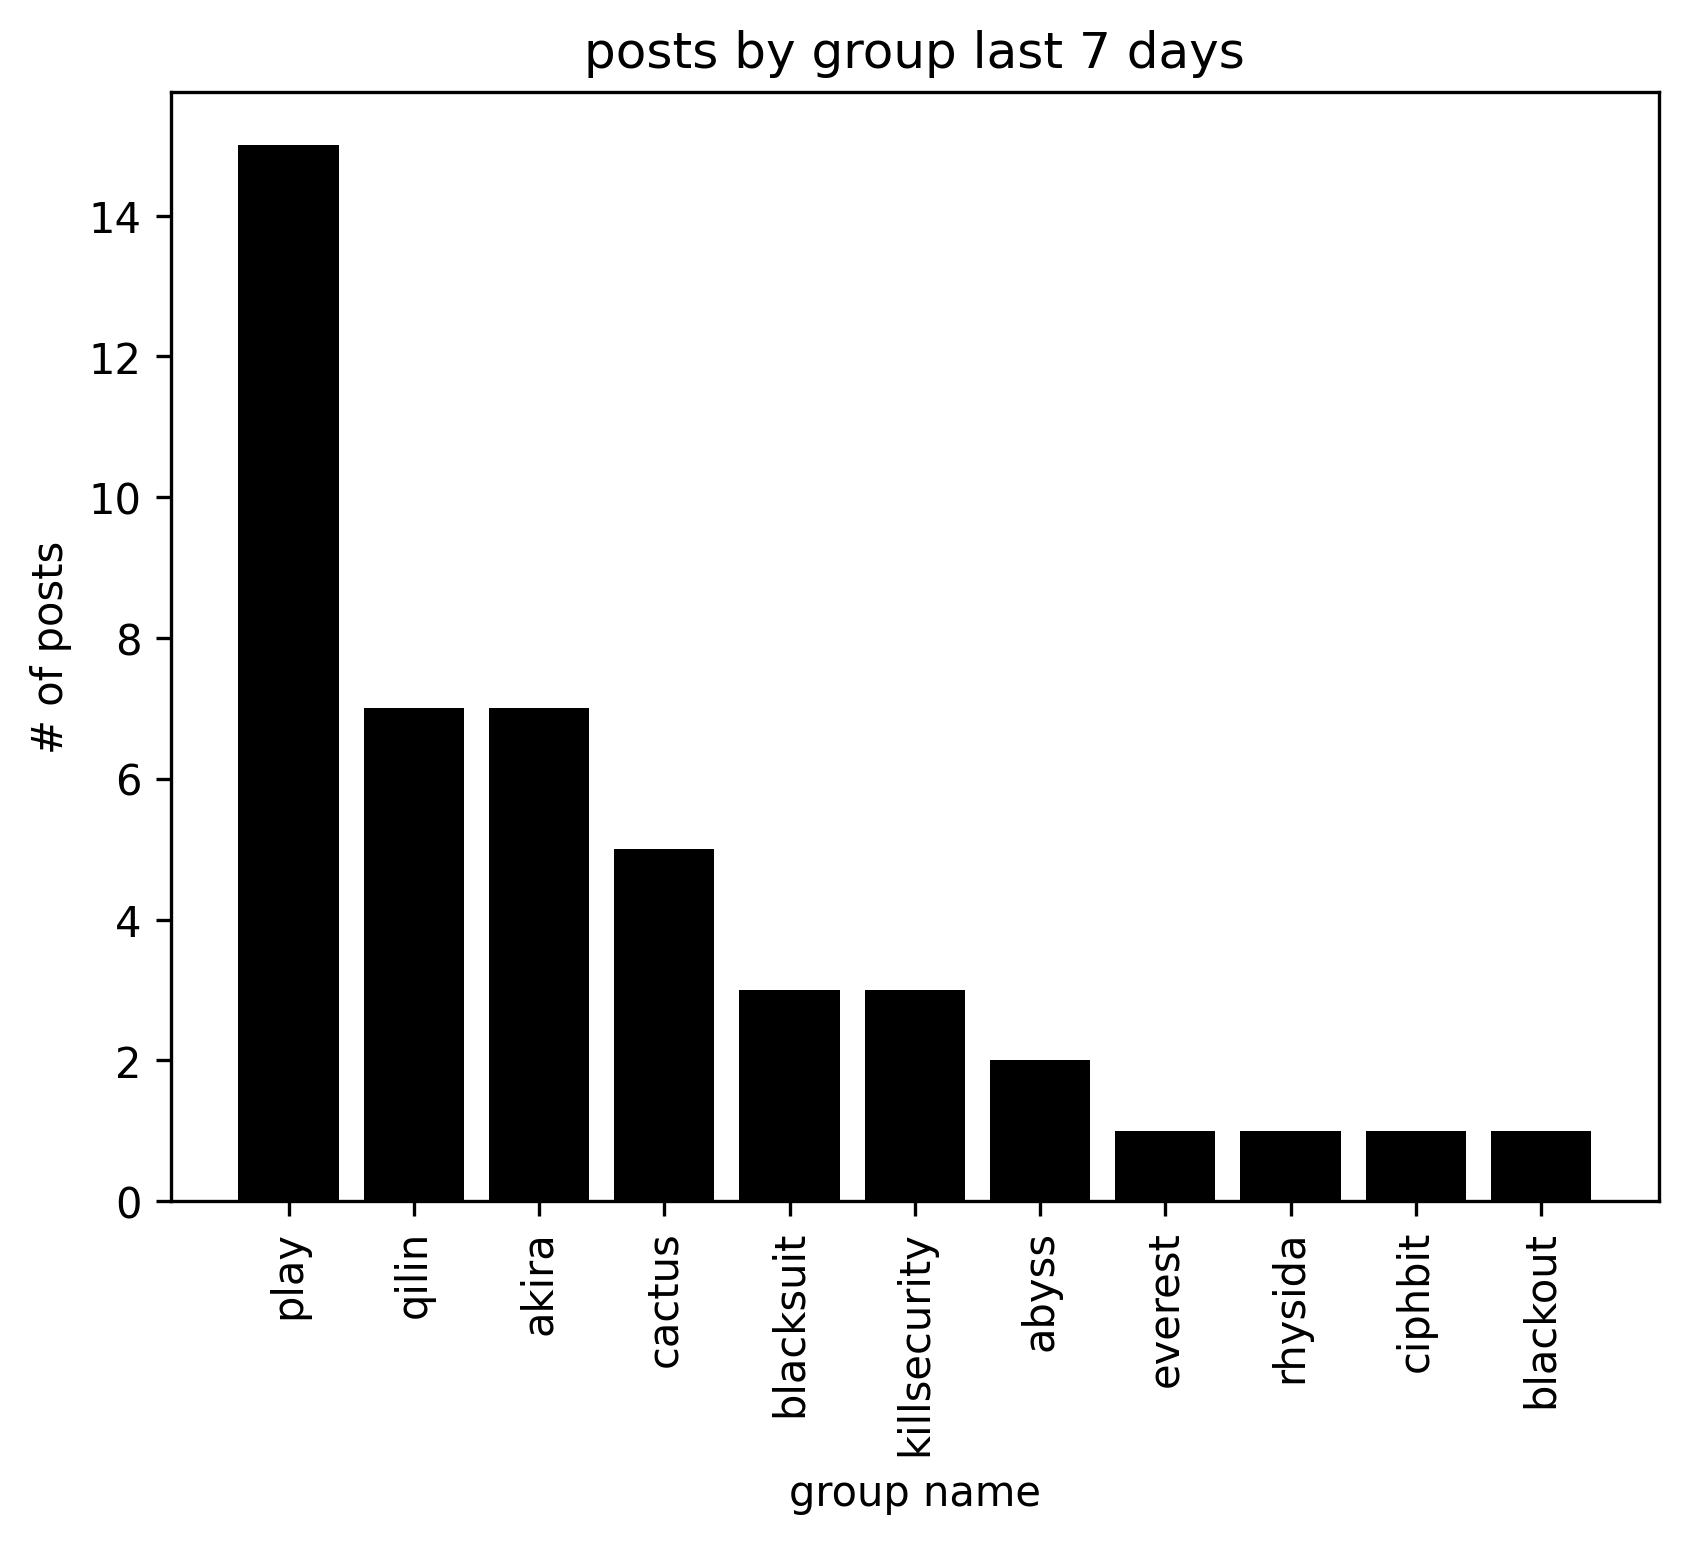 posts by group last 7 days
14
12
10
8
6
4
2
0
# of posts
play
qilin
akira
cactus
blacksuit
killsecurity
abyss
everest
rhysida
ciphbit
blackout
group name